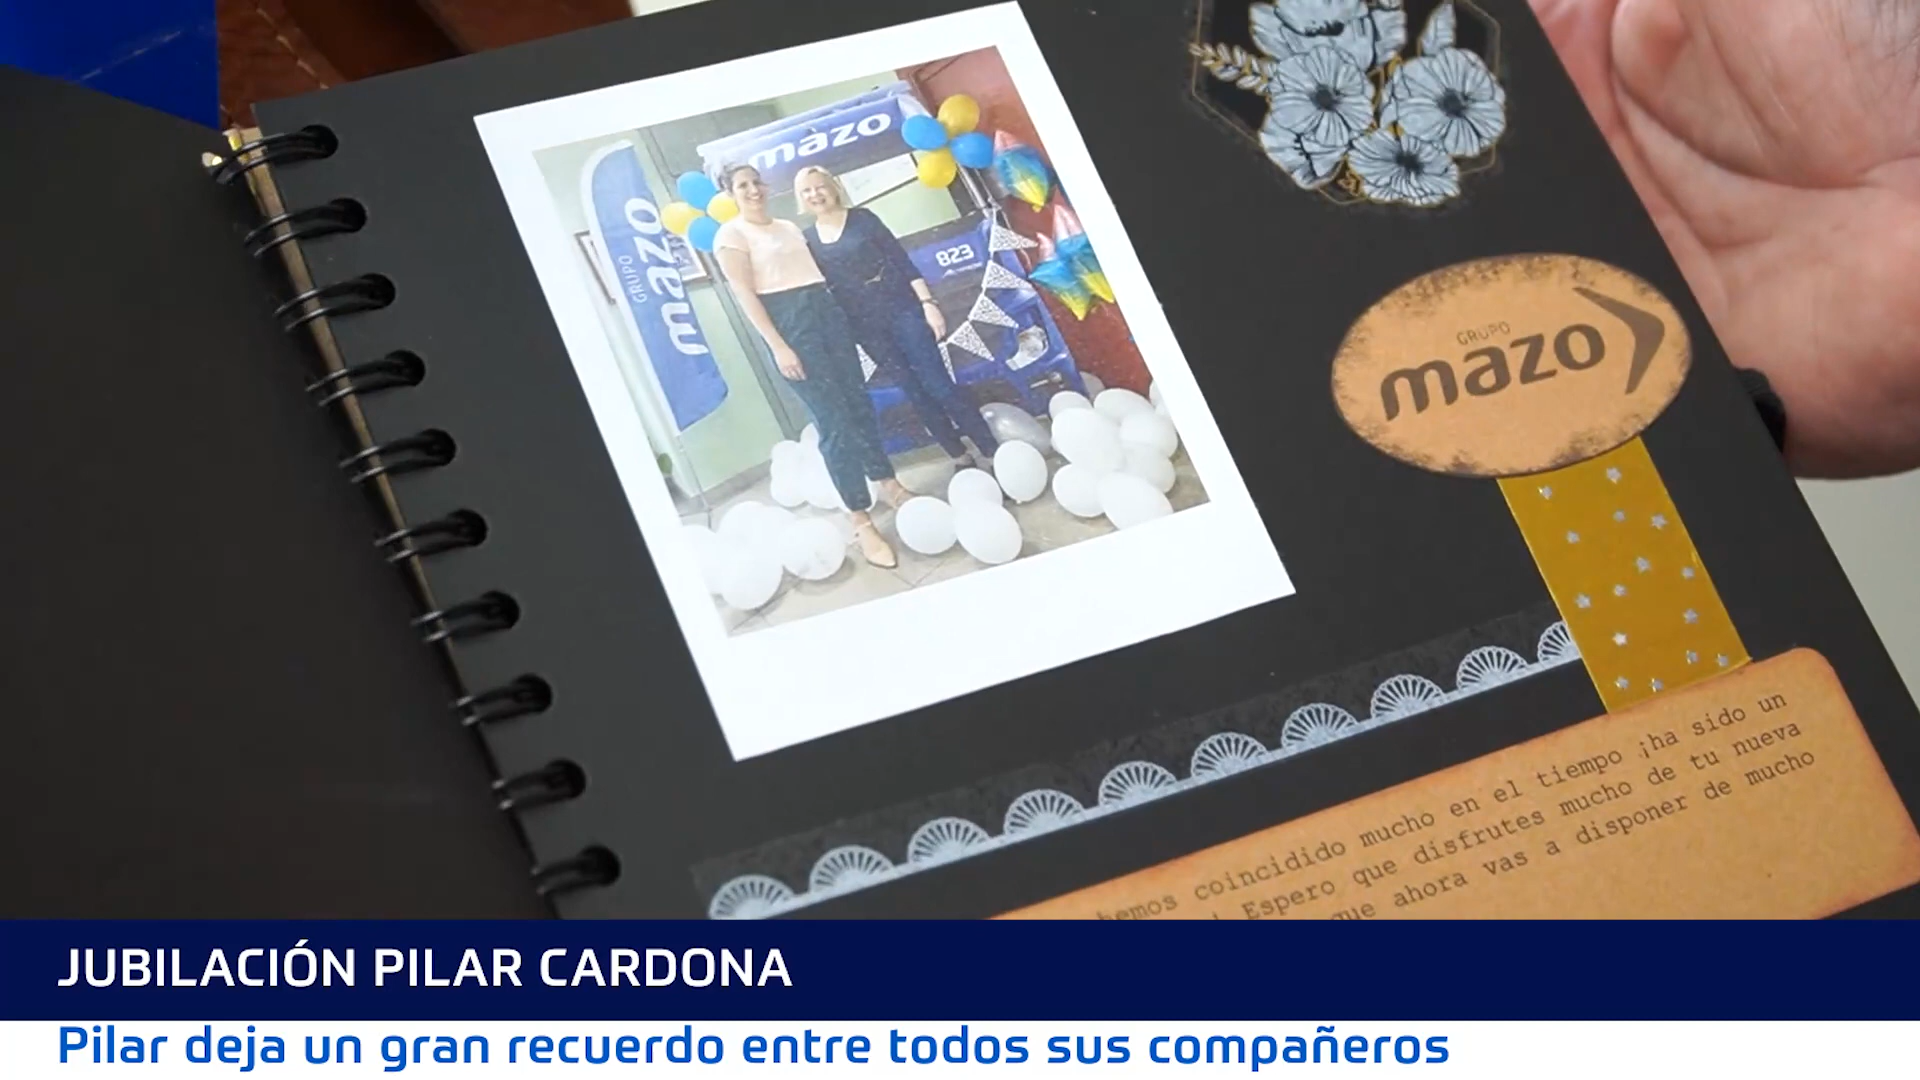 mazo
GRUPO
mazo
823
GRUPO
mazo
hemos coincidido mucho en el tiempo ¡ha sido un
Espero que disfrutes mucho de tu nueva
que ahora vas a disponer de mucho
JUBILACIÓN PILAR CARDONA
Pilar deja un gran recuerdo entre todos sus compañeros